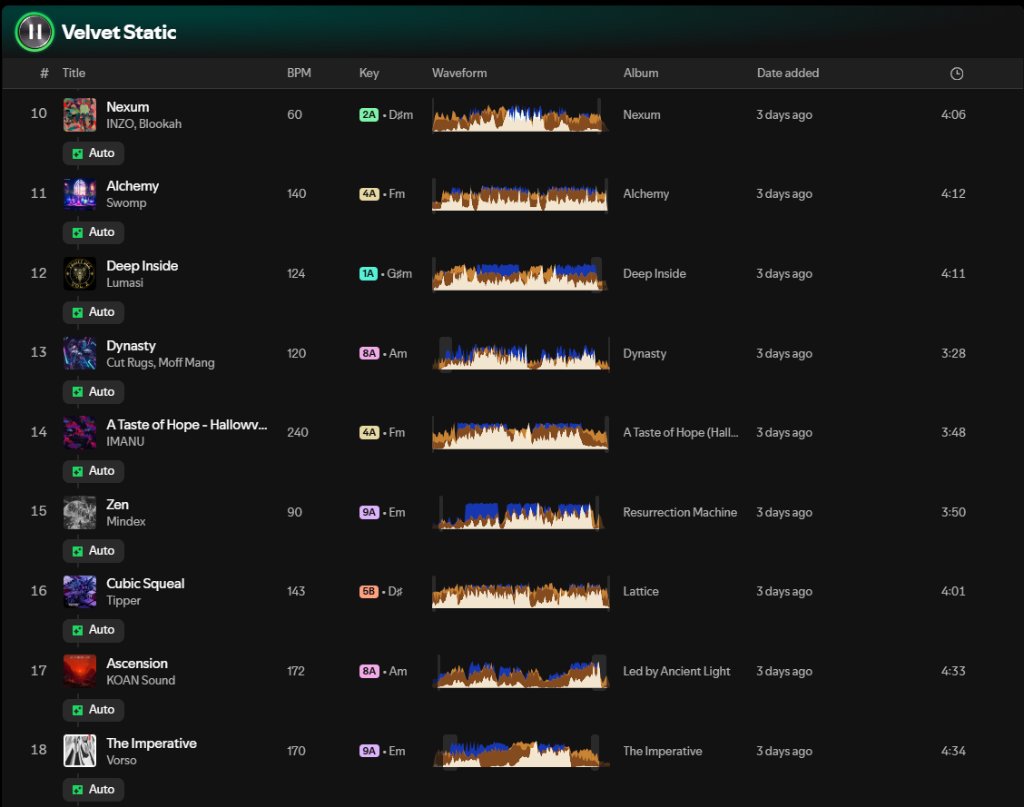 Velvet Static
# Title BPM Key Waveform Album Date added
10 Nexum 60 2A • D♯m Nexum 3 days ago 4:06
INZO, Blookah
Auto
11 Alchemy 140 4A • Fm Alchemy 3 days ago 4:12
Swomp
Auto
12 Deep Inside 124 1A • G♯m Deep Inside 3 days ago 4:11
Lumasi
Auto
13 Dynasty 120 8A • Am Dynasty 3 days ago 3:28
Cut Rugs, Moff Mang
Auto
14 A Taste of Hope - Hallowv... 240 4A • Fm A Taste of Hope (Hall... 3 days ago 3:48
IMANU
Auto
15 Zen 90 9A • Em Resurrection Machine 3 days ago 3:50
Mindex
Auto
16 Cubic Squeal 143 5B • D♯ Lattice 3 days ago 4:01
Tipper
Auto
17 Ascension 172 8A • Am Led by Ancient Light 3 days ago 4:33
KOAN Sound
Auto
18 The Imperative 170 9A • Em The Imperative 3 days ago 4:34
Vorso
Auto